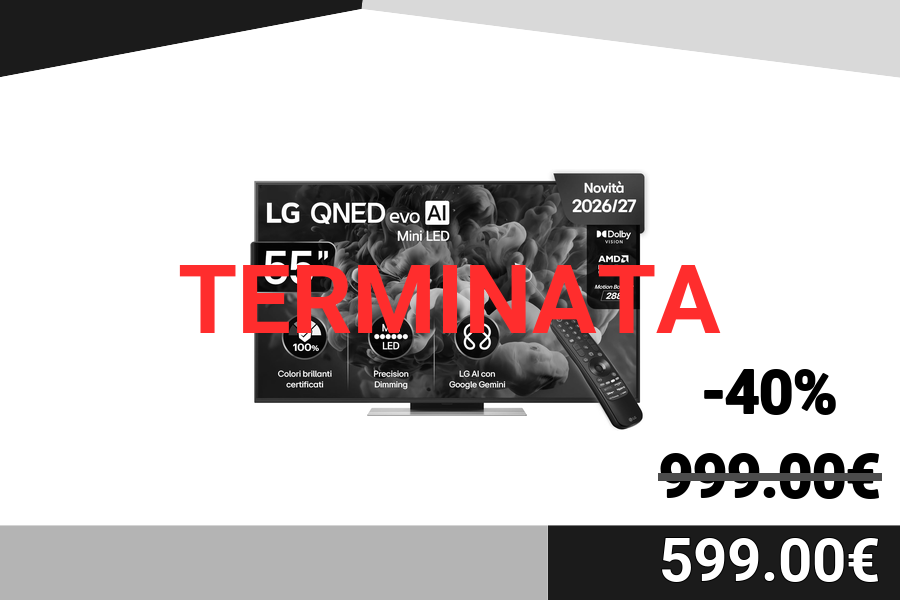 Novità
2026/27
LG QNED evo AI
Mini LED
Dolby
VISION
AMD
55"
TERMINATA
288
100%
LED
Colori brillanti
certificati
Precision
Dimming
LG AI con
Google Gemini
-40%
999.00€
599.00€